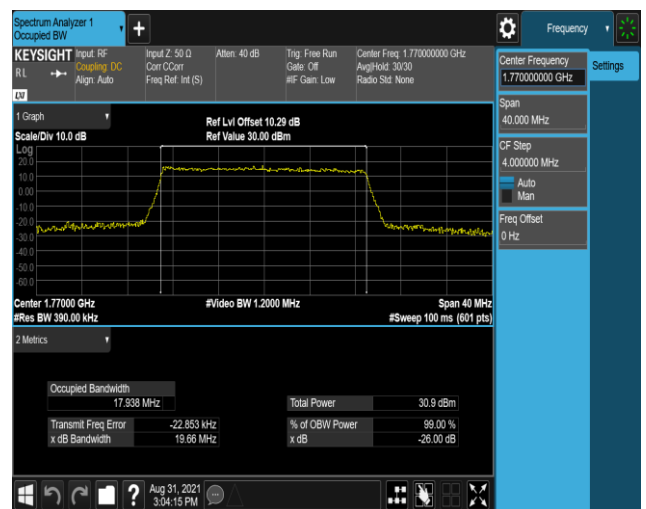 Spectrum Analyzer 1
Occupied BW
+
Frequency
KEYSIGHT
RL
LXI
Input: RF
Coupling: DC
Align: Auto
Input Z: 50 Ω
Corr CCorr
Freq Ref: Int (S)
Atten: 40 dB
Trig: Free Run
Gate: Off
#IF Gain: Low
Center Freq: 1.770000000 GHz
Avg|Hold: 30/30
Radio Std: None
Center Frequency
1.770000000 GHz
Settings
Span
40.000 MHz
CF Step
4.000000 MHz
Auto
Man
Freq Offset
0 Hz
1 Graph
Scale/Div 10.0 dB
Ref Lvl Offset 10.29 dB
Ref Value 30.00 dBm
Log
20.0
10.0
0.00
-10.0
-20.0
-30.0
-40.0
-50.0
-60.0
Center 1.77000 GHz
#Video BW 1.2000 MHz
Span 40 MHz
#Res BW 390.00 kHz
#Sweep 100 ms (601 pts)
2 Metrics
Occupied Bandwidth
17.938 MHz
Total Power 30.9 dBm
Transmit Freq Error -22.853 kHz
% of OBW Power 99.00 %
x dB Bandwidth 19.66 MHz
x dB -26.00 dB
?
Aug 31, 2021
3:04:15 PM